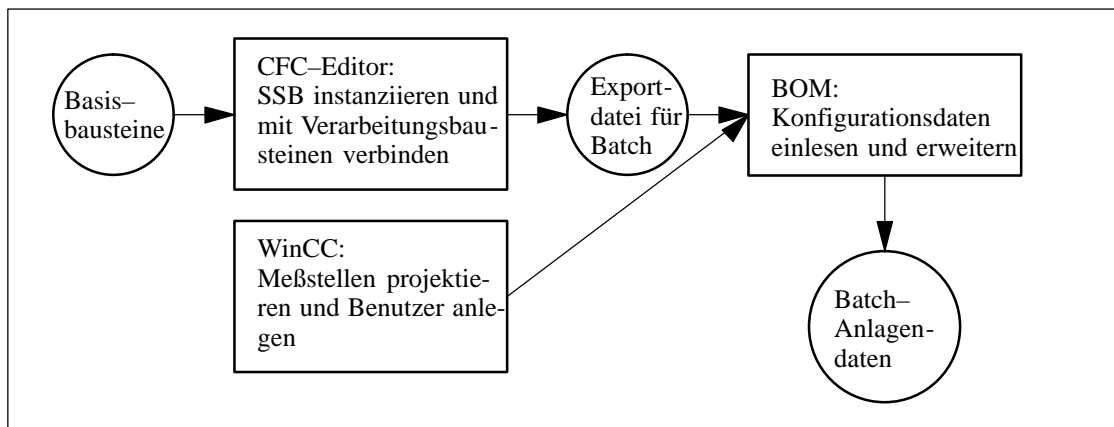 Basis–
bausteine
CFC–Editor:
SSB instanziieren und
mit Verarbeitungsbau-
steinen verbinden
Export-
datei für
Batch
BOM:
Konfigurationsdaten
einlesen und erweitern
WinCC:
Meßstellen projektie-
ren und Benutzer anle-
gen
Batch–
Anlagen-
daten